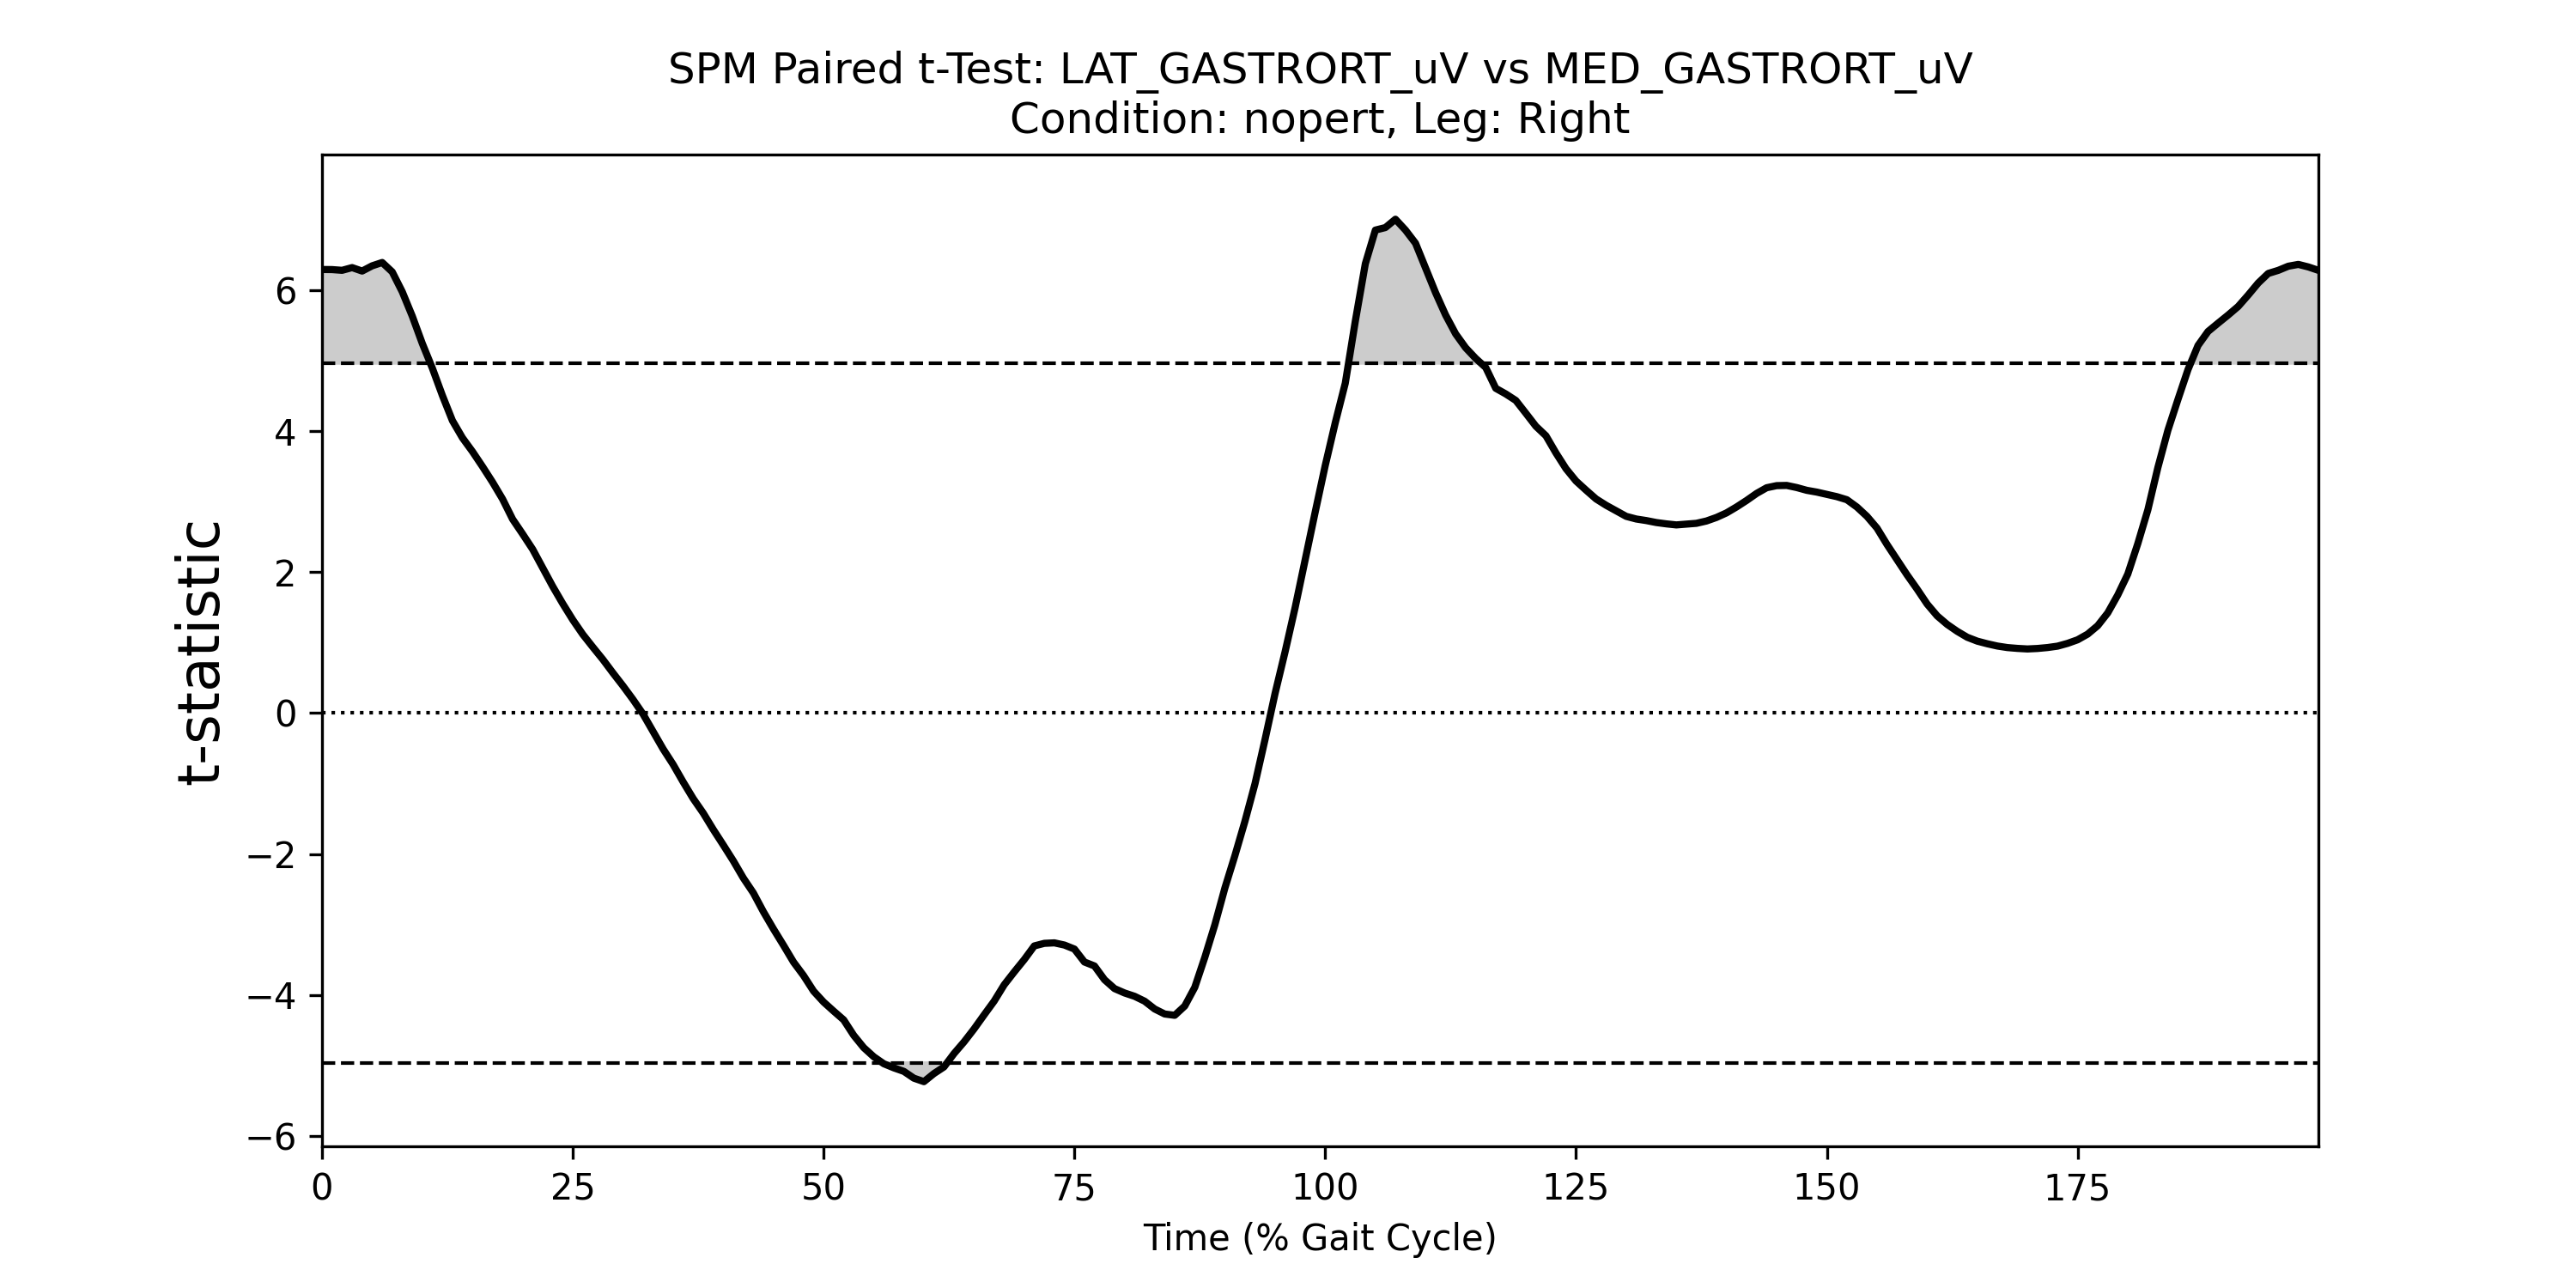 SPM Paired t-Test: LAT_GASTRORT_uV vs MED_GASTRORT_uV
Condition: nopert, Leg: Right
t-statistic
6
4
2
0
−2
−4
−6
0 25 50 75 100 125 150 175
Time (% Gait Cycle)